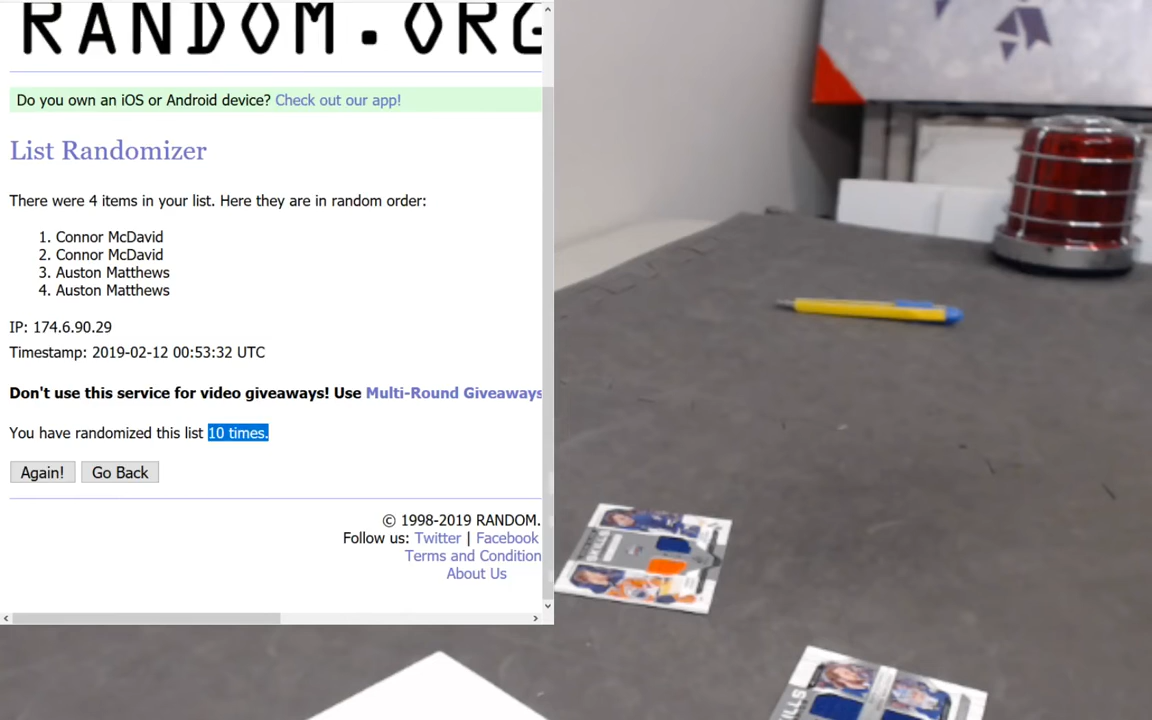 RANDOM.ORG
Do you own an iOS or Android device? Check out our app!
List Randomizer
There were 4 items in your list. Here they are in random order:
1. Connor McDavid
2. Connor McDavid
3. Auston Matthews
4. Auston Matthews
IP: 174.6.90.29
Timestamp: 2019-02-12 00:53:32 UTC
Don't use this service for video giveaways! Use Multi-Round Giveaways
You have randomized this list 10 times.
Again! Go Back
© 1998-2019 RANDOM.
Follow us: Twitter | Facebook
Terms and Condition
About Us
SKILLS